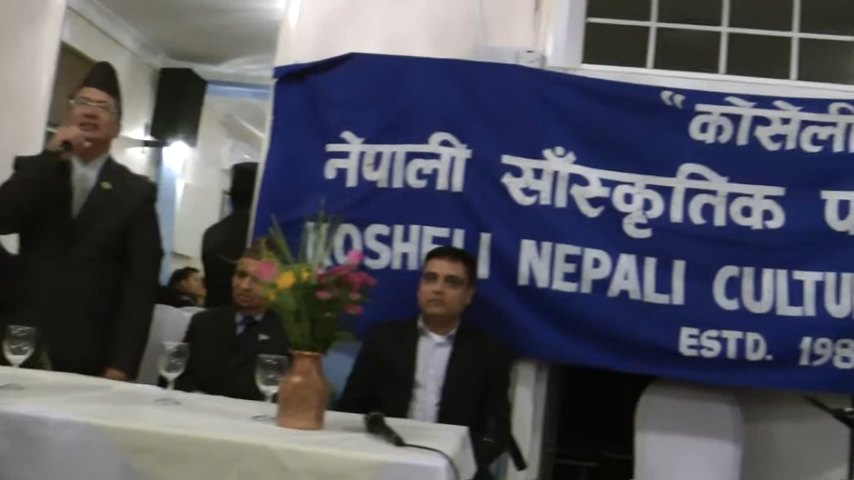 "कोसेली
नेपाली साँस्कृतिक
KOSHELI NEPALI CULTU
ESTD. 198